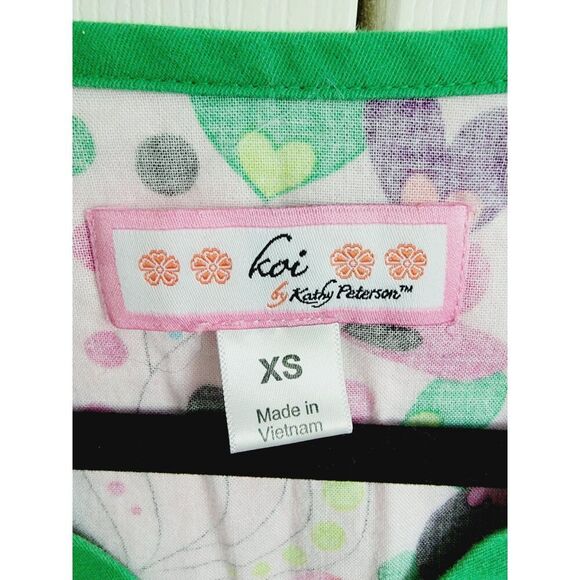 koi
by Kathy Peterson™
XS
Made in
Vietnam